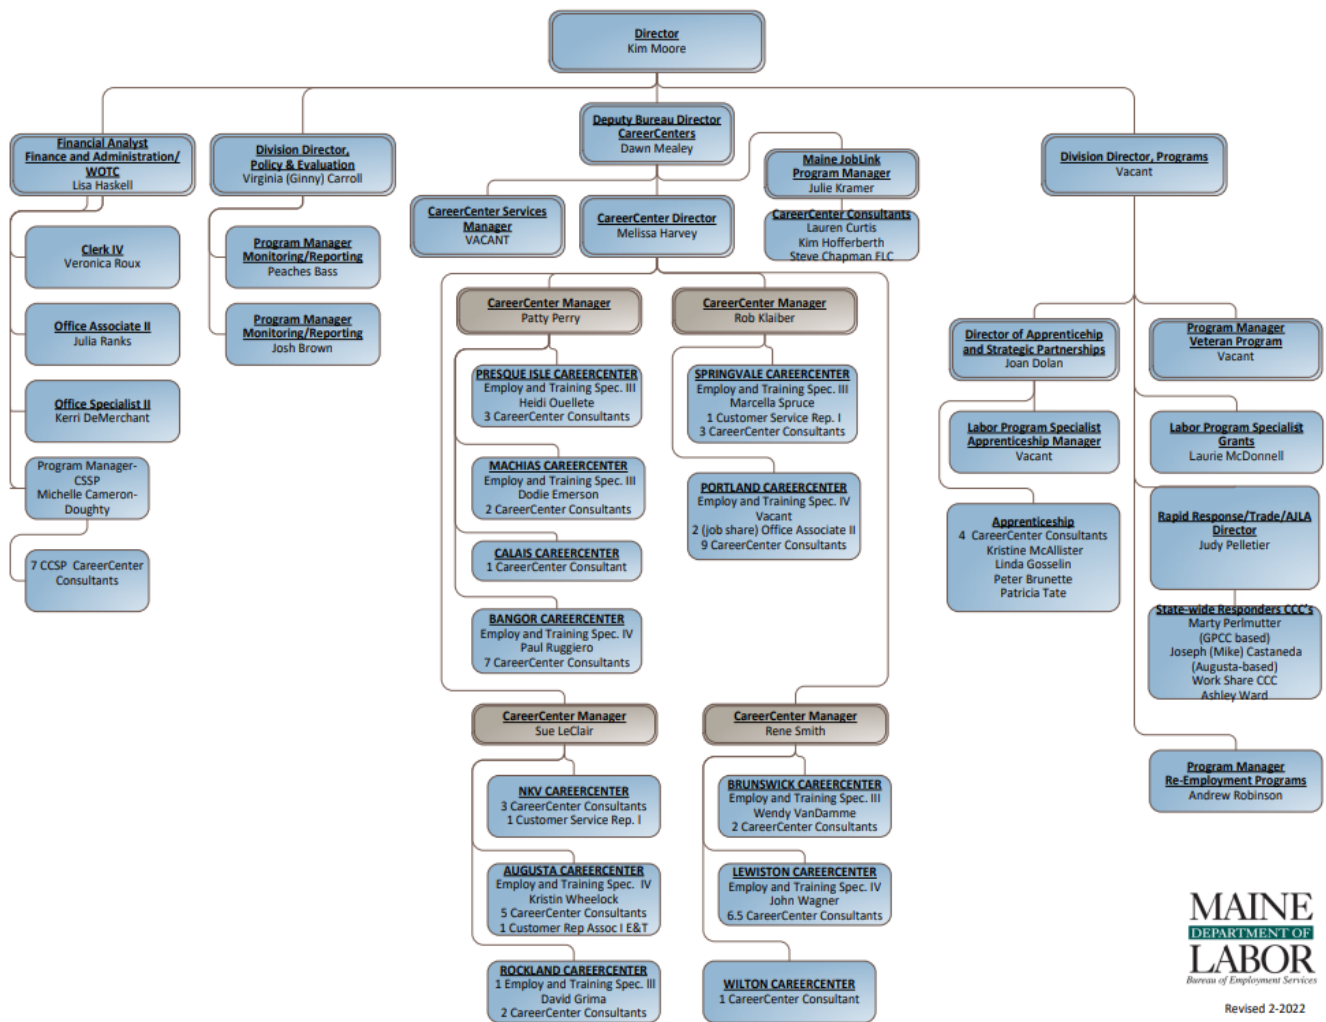 Director
Kim Moore
Financial Analyst
Finance and Administration/
WOTC
Lisa Haskell
Clerk IV
Veronica Roux
Office Associate II
Julia Ranks
Office Specialist II
Kerri DeMerchant
Program Manager-
CSSP
Michelle Cameron-
Doughty
7 CCSP CareerCenter
Consultants
Division Director,
Policy & Evaluation
Virginia (Ginny) Carroll
Program Manager
Monitoring/Reporting
Peaches Bass
Program Manager
Monitoring/Reporting
Josh Brown
Deputy Bureau Director
CareerCenters
Dawn Mealey
Maine JobLink
Program Manager
Julie Kramer
CareerCenter Consultants
Lauren Curtis
Kim Hofferberth
Steve Chapman FLC
CareerCenter Services
Manager
VACANT
CareerCenter Director
Melissa Harvey
CareerCenter Manager
Patty Perry
PRESQUE ISLE CAREERCENTER
Employ and Training Spec. III
Heidi Ouellete
3 CareerCenter Consultants
MACHIAS CAREERCENTER
Employ and Training Spec. III
Dodie Emerson
2 CareerCenter Consultants
CALAIS CAREERCENTER
1 CareerCenter Consultant
BANGOR CAREERCENTER
Employ and Training Spec. IV
Paul Ruggiero
7 CareerCenter Consultants
CareerCenter Manager
Rob Klaiber
SPRINGVALE CAREERCENTER
Employ and Training Spec. III
Marcella Spruce
1 Customer Service Rep. I
3 CareerCenter Consultants
PORTLAND CAREERCENTER
Employ and Training Spec. IV
Vacant
2 (job share) Office Associate II
9 CareerCenter Consultants
CareerCenter Manager
Sue LeClair
NKV CAREERCENTER
3 CareerCenter Consultants
1 Customer Service Rep. I
AUGUSTA CAREERCENTER
Employ and Training Spec. IV
Kristin Wheelock
5 CareerCenter Consultants
1 Customer Rep Assoc I E&T
ROCKLAND CAREERCENTER
1 Employ and Training Spec. III
David Grima
2 CareerCenter Consultants
CareerCenter Manager
Rene Smith
BRUNSWICK CAREERCENTER
Employ and Training Spec. III
Wendy VanDamme
2 CareerCenter Consultants
LEWISTON CAREERCENTER
Employ and Training Spec. IV
John Wagner
6.5 CareerCenter Consultants
WILTON CAREERCENTER
1 CareerCenter Consultant
Division Director, Programs
Vacant
Director of Apprenticehip
and Strategic Partnerships
Joan Dolan
Labor Program Specialist
Apprenticeship Manager
Vacant
Apprenticeship
4 CareerCenter Consultants
Kristine McAllister
Linda Gosselin
Peter Brunette
Patricia Tate
Program Manager
Veteran Program
Vacant
Labor Program Specialist
Grants
Laurie McDonnell
Rapid Response/Trade/AJLA
Director
Judy Pelletier
State-wide Responders CCC's
Marty Perlmutter
(GPCC based)
Joseph (Mike) Castaneda
(Augusta-based)
Work Share CCC
Ashley Ward
Program Manager
Re-Employment Programs
Andrew Robinson
MAINE
DEPARTMENT OF
LABOR
Bureau of Employment Services
Revised 2-2022